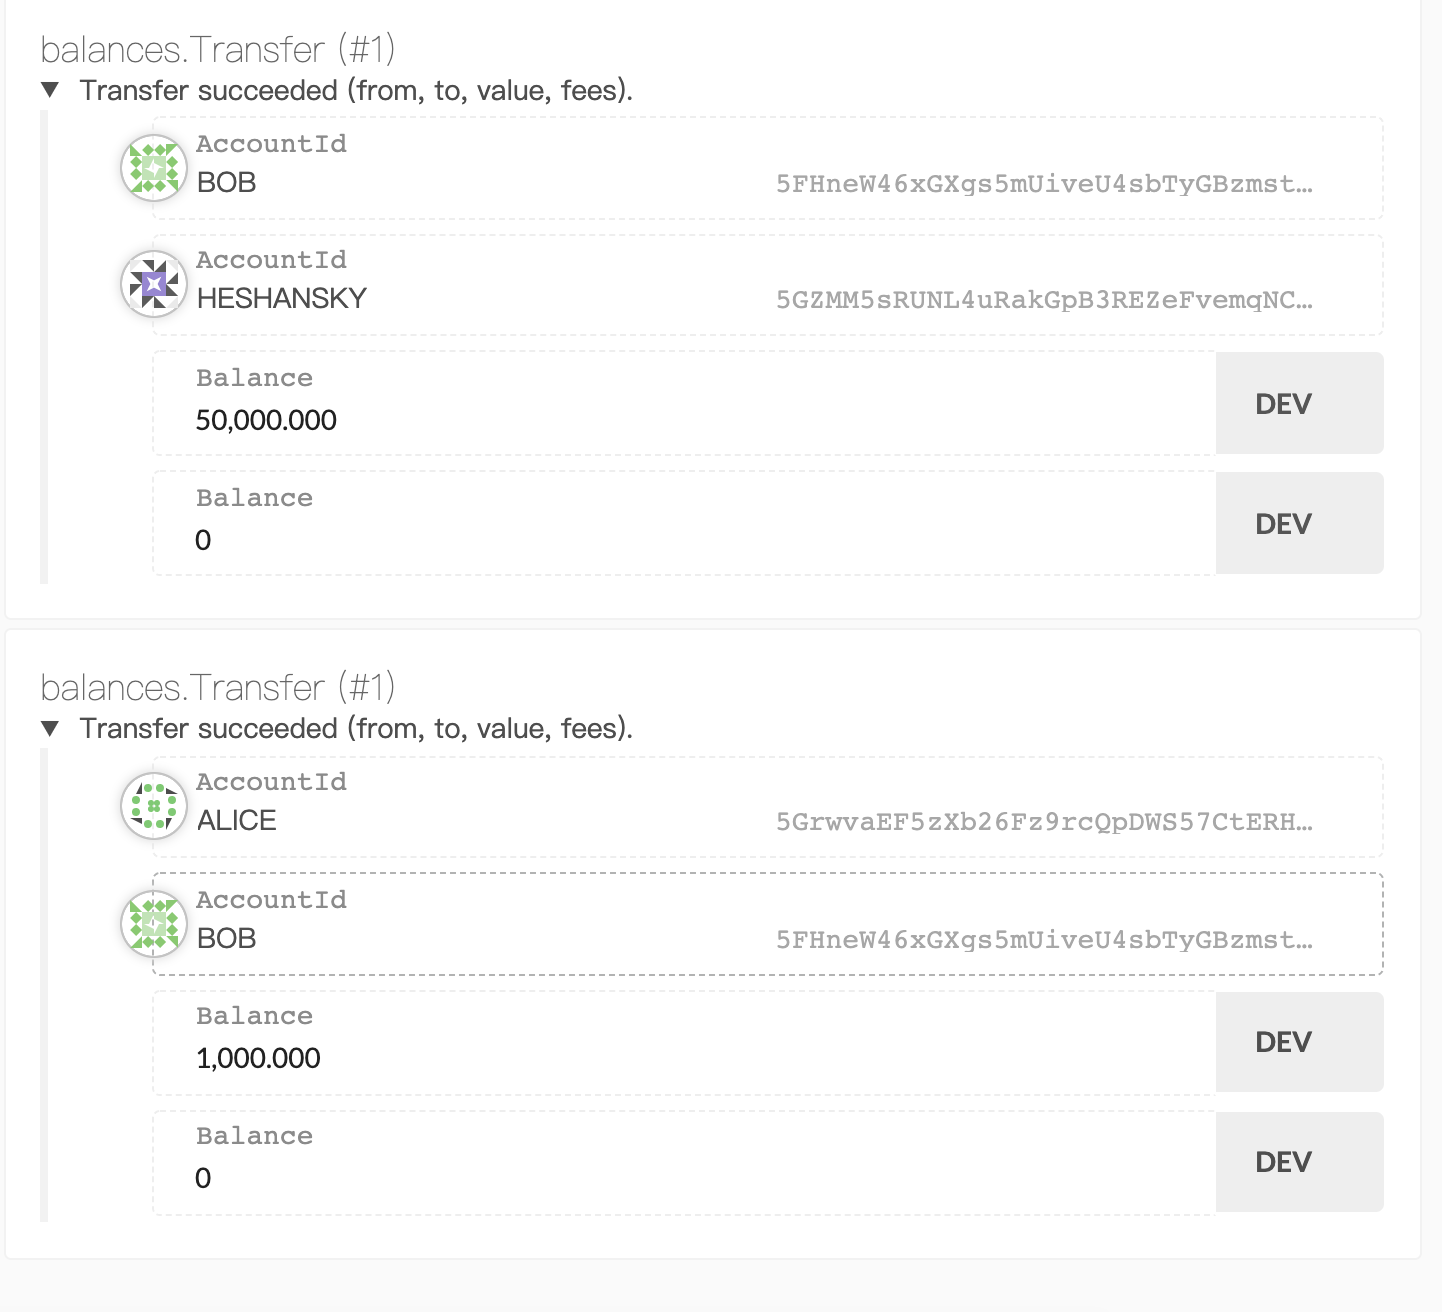 balances.Transfer (#1)
Transfer succeeded (from, to, value, fees).
AccountId
BOB 5FHneW46xGXgs5mUiveU4sbTyGBzmst…
AccountId
HESHANSKY 5GZMM5sRUNL4uRakGpB3REZeFvemqNC…
Balance
50,000.000 DEV
Balance
0 DEV
balances.Transfer (#1)
Transfer succeeded (from, to, value, fees).
AccountId
ALICE 5GrwvaEF5zXb26Fz9rcQpDWS57CtERH…
AccountId
BOB 5FHneW46xGXgs5mUiveU4sbTyGBzmst…
Balance
1,000.000 DEV
Balance
0 DEV